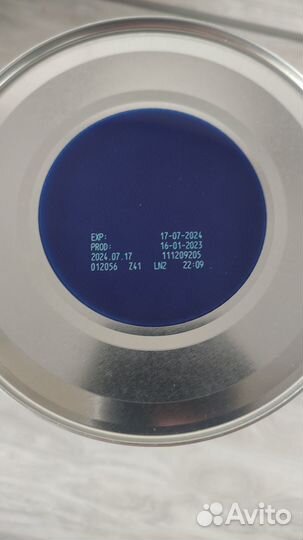 EXP: 17-07-2024
PROD: 16-01-2023
2024.07.17 111209205
012056 Z41 LN2 22:09
Avito